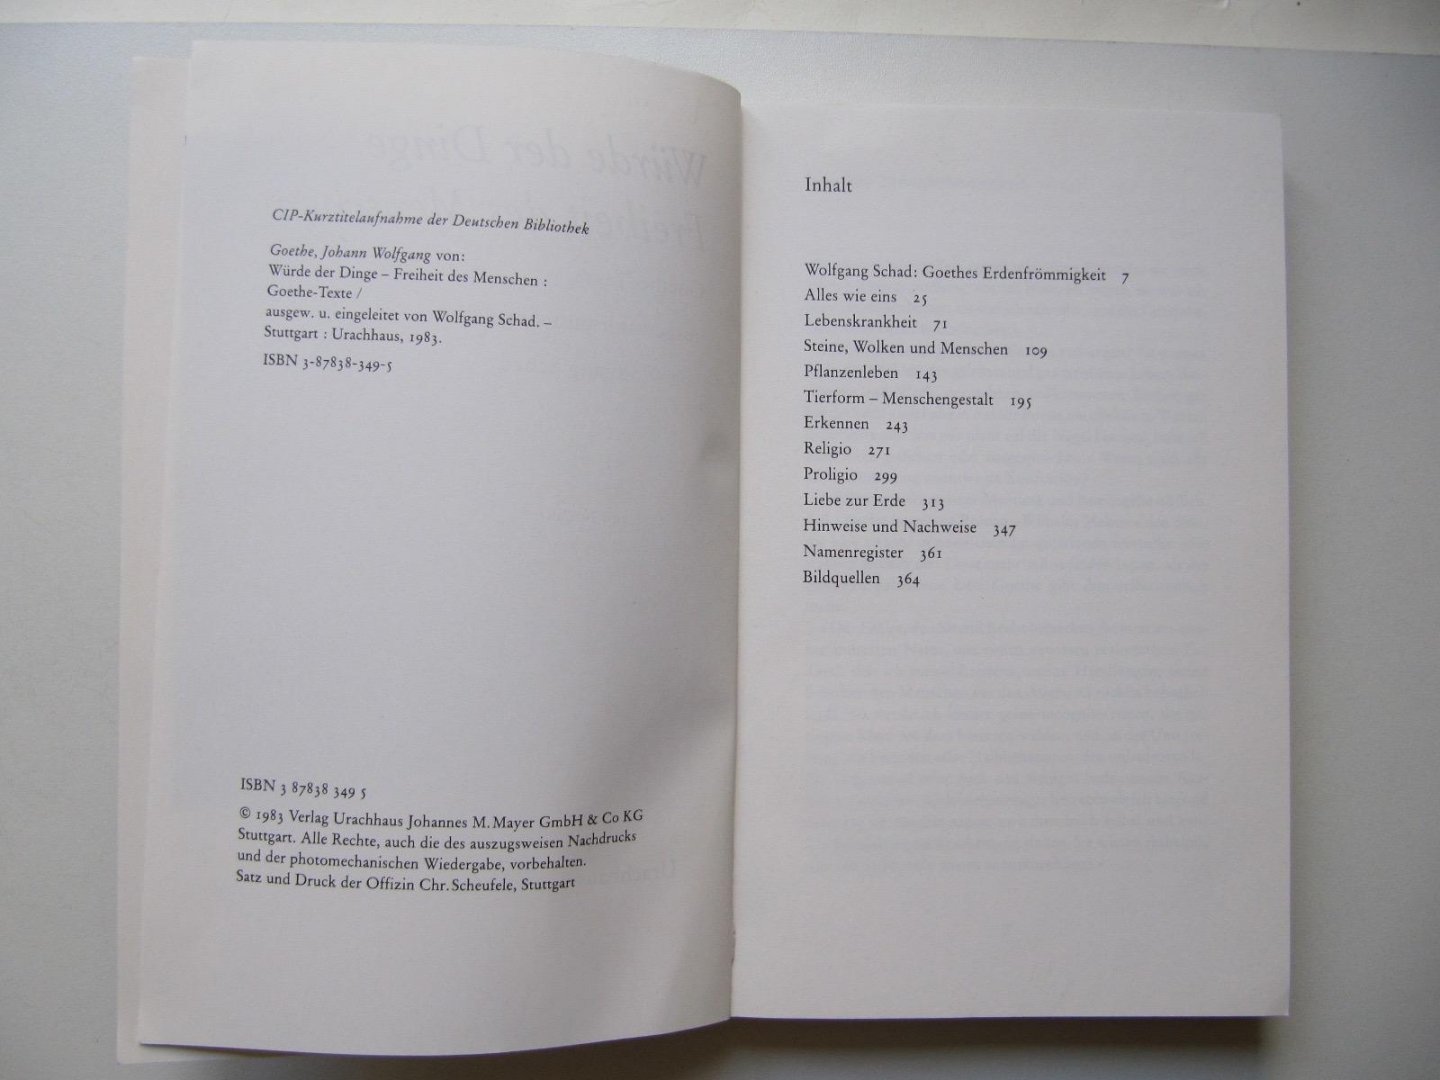 CIP-Kurztitelaufnahme der Deutschen Bibliothek
Goethe, Johann Wolfgang von:
Würde der Dinge – Freiheit des Menschen :
Goethe-Texte /
ausgew. u. eingeleitet von Wolfgang Schad. –
Stuttgart : Urachhaus, 1983.
ISBN 3-87838-349-5
ISBN 3 87838 349 5
© 1983 Verlag Urachhaus Johannes M. Mayer GmbH & Co KG
Stuttgart. Alle Rechte, auch die des auszugsweisen Nachdrucks
und der photomechanischen Wiedergabe, vorbehalten.
Satz und Druck der Offizin Chr. Scheufele, Stuttgart
Inhalt
Wolfgang Schad: Goethes Erdenfrömmigkeit 7
Alles wie eins 25
Lebenskrankheit 71
Steine, Wolken und Menschen 109
Pflanzenleben 143
Tierform – Menschengestalt 195
Erkennen 243
Religio 271
Proligio 299
Liebe zur Erde 313
Hinweise und Nachweise 347
Namenregister 361
Bildquellen 364